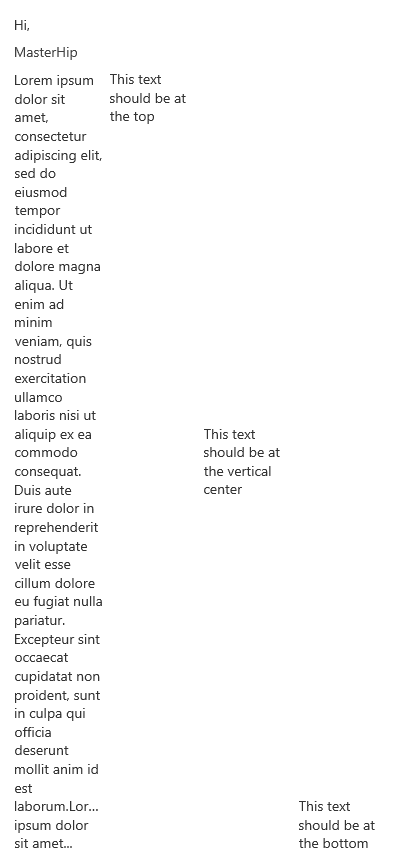 Hi,
MasterHip
Lorem ipsum
dolor sit
amet,
consectetur
adipiscing elit,
sed do
eiusmod
tempor
incididunt ut
labore et
dolore magna
aliqua. Ut
enim ad
minim
veniam, quis
nostrud
exercitation
ullamco
laboris nisi ut
aliquip ex ea
commodo
consequat.
Duis aute
irure dolor in
reprehenderit
in voluptate
velit esse
cillum dolore
eu fugiat nulla
pariatur.
Excepteur sint
occaecat
cupidatat non
proident, sunt
in culpa qui
officia
deserunt
mollit anim id
est
laborum.Lor...
ipsum dolor
sit amet...
This text
should be at
the top
This text
should be at
the vertical
center
This text
should be at
the bottom